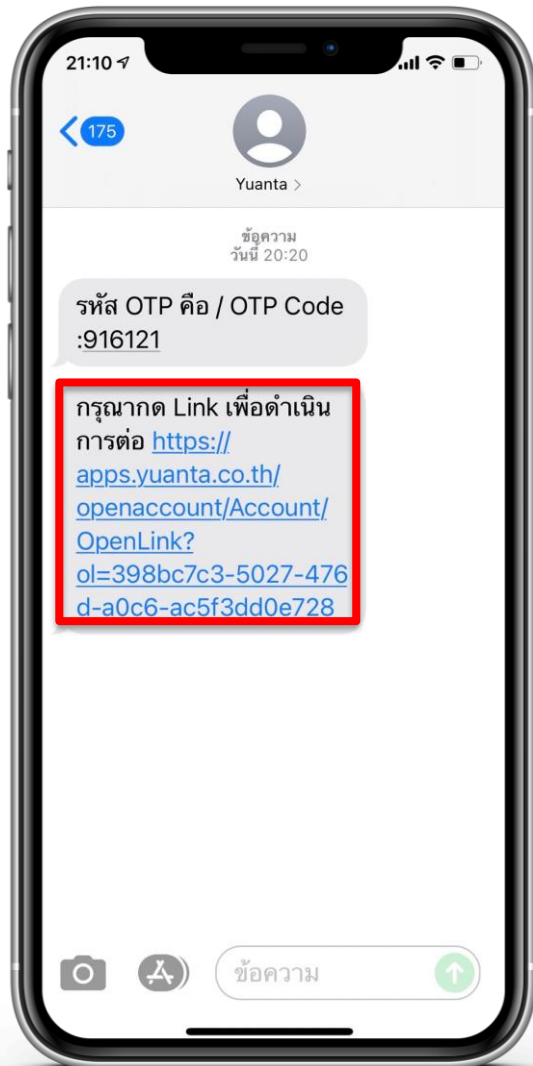 21:10
175
Yuanta >
ข้อความ
วันนี้ 20:20
รหัส OTP คือ / OTP Code
:916121
กรุณากด Link เพื่อดำเนิน
การต่อ https://
apps.yuanta.co.th/
openaccount/Account/
OpenLink?
ol=398bc7c3-5027-476
d-a0c6-ac5f3dd0e728
ข้อความ